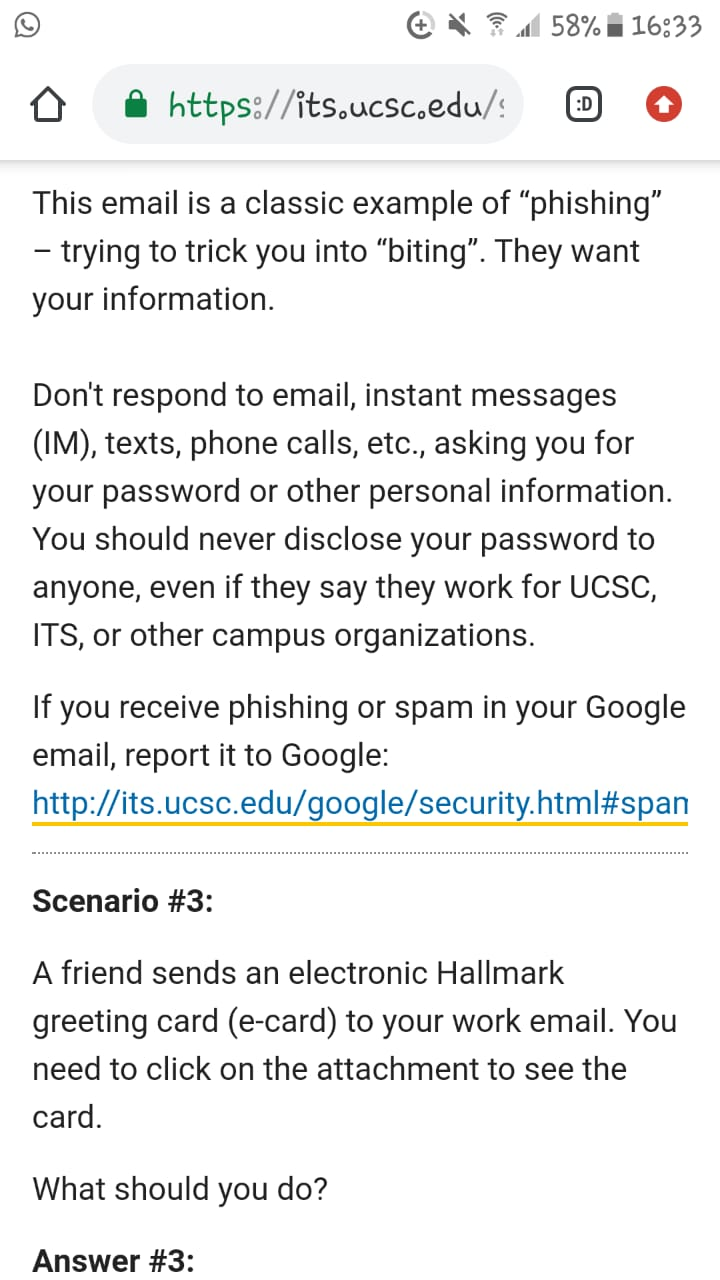 58% 16:33
https://its.ucsc.edu/s
:D
This email is a classic example of “phishing”
– trying to trick you into “biting”. They want
your information.
Don't respond to email, instant messages
(IM), texts, phone calls, etc., asking you for
your password or other personal information.
You should never disclose your password to
anyone, even if they say they work for UCSC,
ITS, or other campus organizations.
If you receive phishing or spam in your Google
email, report it to Google:
http://its.ucsc.edu/google/security.html#spam
Scenario #3:
A friend sends an electronic Hallmark
greeting card (e-card) to your work email. You
need to click on the attachment to see the
card.
What should you do?
Answer #3: